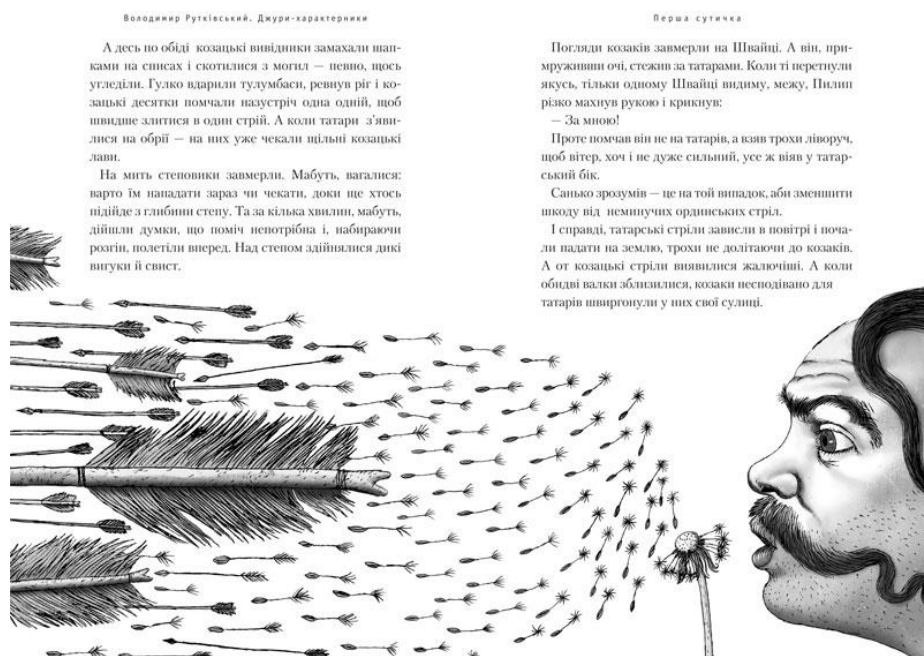 Володимир Рутківський. Джури-характерники
А десь по обіді козацькі вивідники замахали шап-
ками на списах і скотилися з могил — певно, щось
угледіли. Гулко вдарили тулумбаси, ревнув ріг і ко-
зацькі десятки помчали назустріч одна одній, щоб
швидше злитися в один стрій. А коли татари з'яви-
лися на обрії — на них уже чекали щільні козацькі
лави.
На мить степовики завмерли. Мабуть, вагалися:
варто їм нападати зараз чи чекати, доки ще хтось
підійде з глибини степу. Та за кілька хвилин, мабуть,
дійшли думки, що поміч непотрібна і, набираючи
розгін, полетіли вперед. Над степом здійнялися дикі
вигуки й свист.
Перша сутичка
Погляди козаків завмерли на Швайці. А він, при-
мруживши очі, стежив за татарами. Коли ті перетнули
якусь, тільки одному Швайці видиму, межу, Пилип
різко махнув рукою і крикнув:
— За мною!
Проте помчав він не на татарів, а взяв трохи ліворуч,
щоб вітер, хоч і не дуже сильний, усе ж віяв у татар-
ський бік.
Санько зрозумів — це на той випадок, аби зменшити
шкоду від неминучих ординських стріл.
І справді, татарські стріли зависли в повітрі і поча-
ли падати на землю, трохи не долітаючи до козаків.
А от козацькі стріли виявилися жалючіші. А коли
обидві валки зблизилися, козаки несподівано для
татарів швиргонули у них свої сулиці.